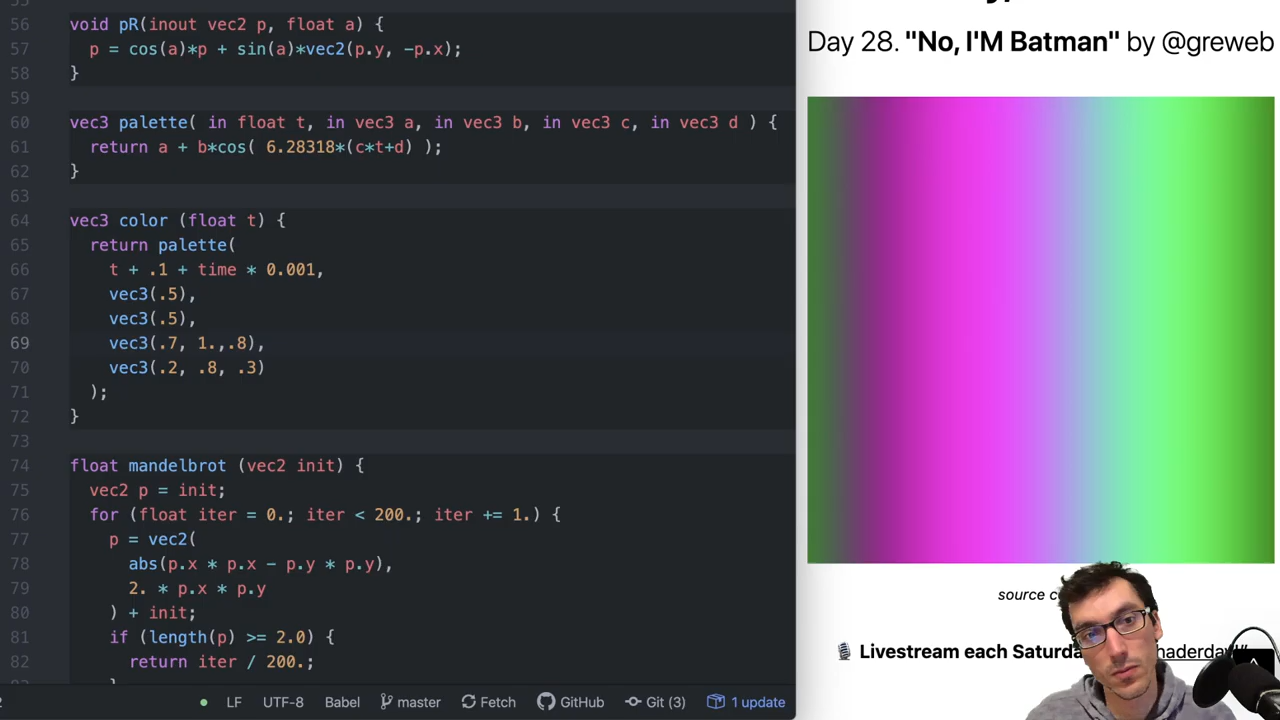 56 void pR(inout vec2 p, float a) {
57 p = cos(a)*p + sin(a)*vec2(p.y, -p.x);
58 }
59
60 vec3 palette( in float t, in vec3 a, in vec3 b, in vec3 c, in vec3 d ) {
61 return a + b*cos( 6.28318*(c*t+d) );
62 }
63
64 vec3 color (float t) {
65 return palette(
66 t + .1 + time * 0.001,
67 vec3(.5),
68 vec3(.5),
69 vec3(.7, 1.,.8),
70 vec3(.2, .8, .3)
71 );
72 }
73
74 float mandelbrot (vec2 init) {
75 vec2 p = init;
76 for (float iter = 0.; iter < 200.; iter += 1.) {
77 p = vec2(
78 abs(p.x * p.x - p.y * p.y),
79 2. * p.x * p.y
80 ) + init;
81 if (length(p) >= 2.0) {
82 return iter / 200.;
LF UTF-8 Babel master Fetch GitHub Git (3) 1 update
Day 28. "No, I'M Batman" by @greweb
source
Livestream each